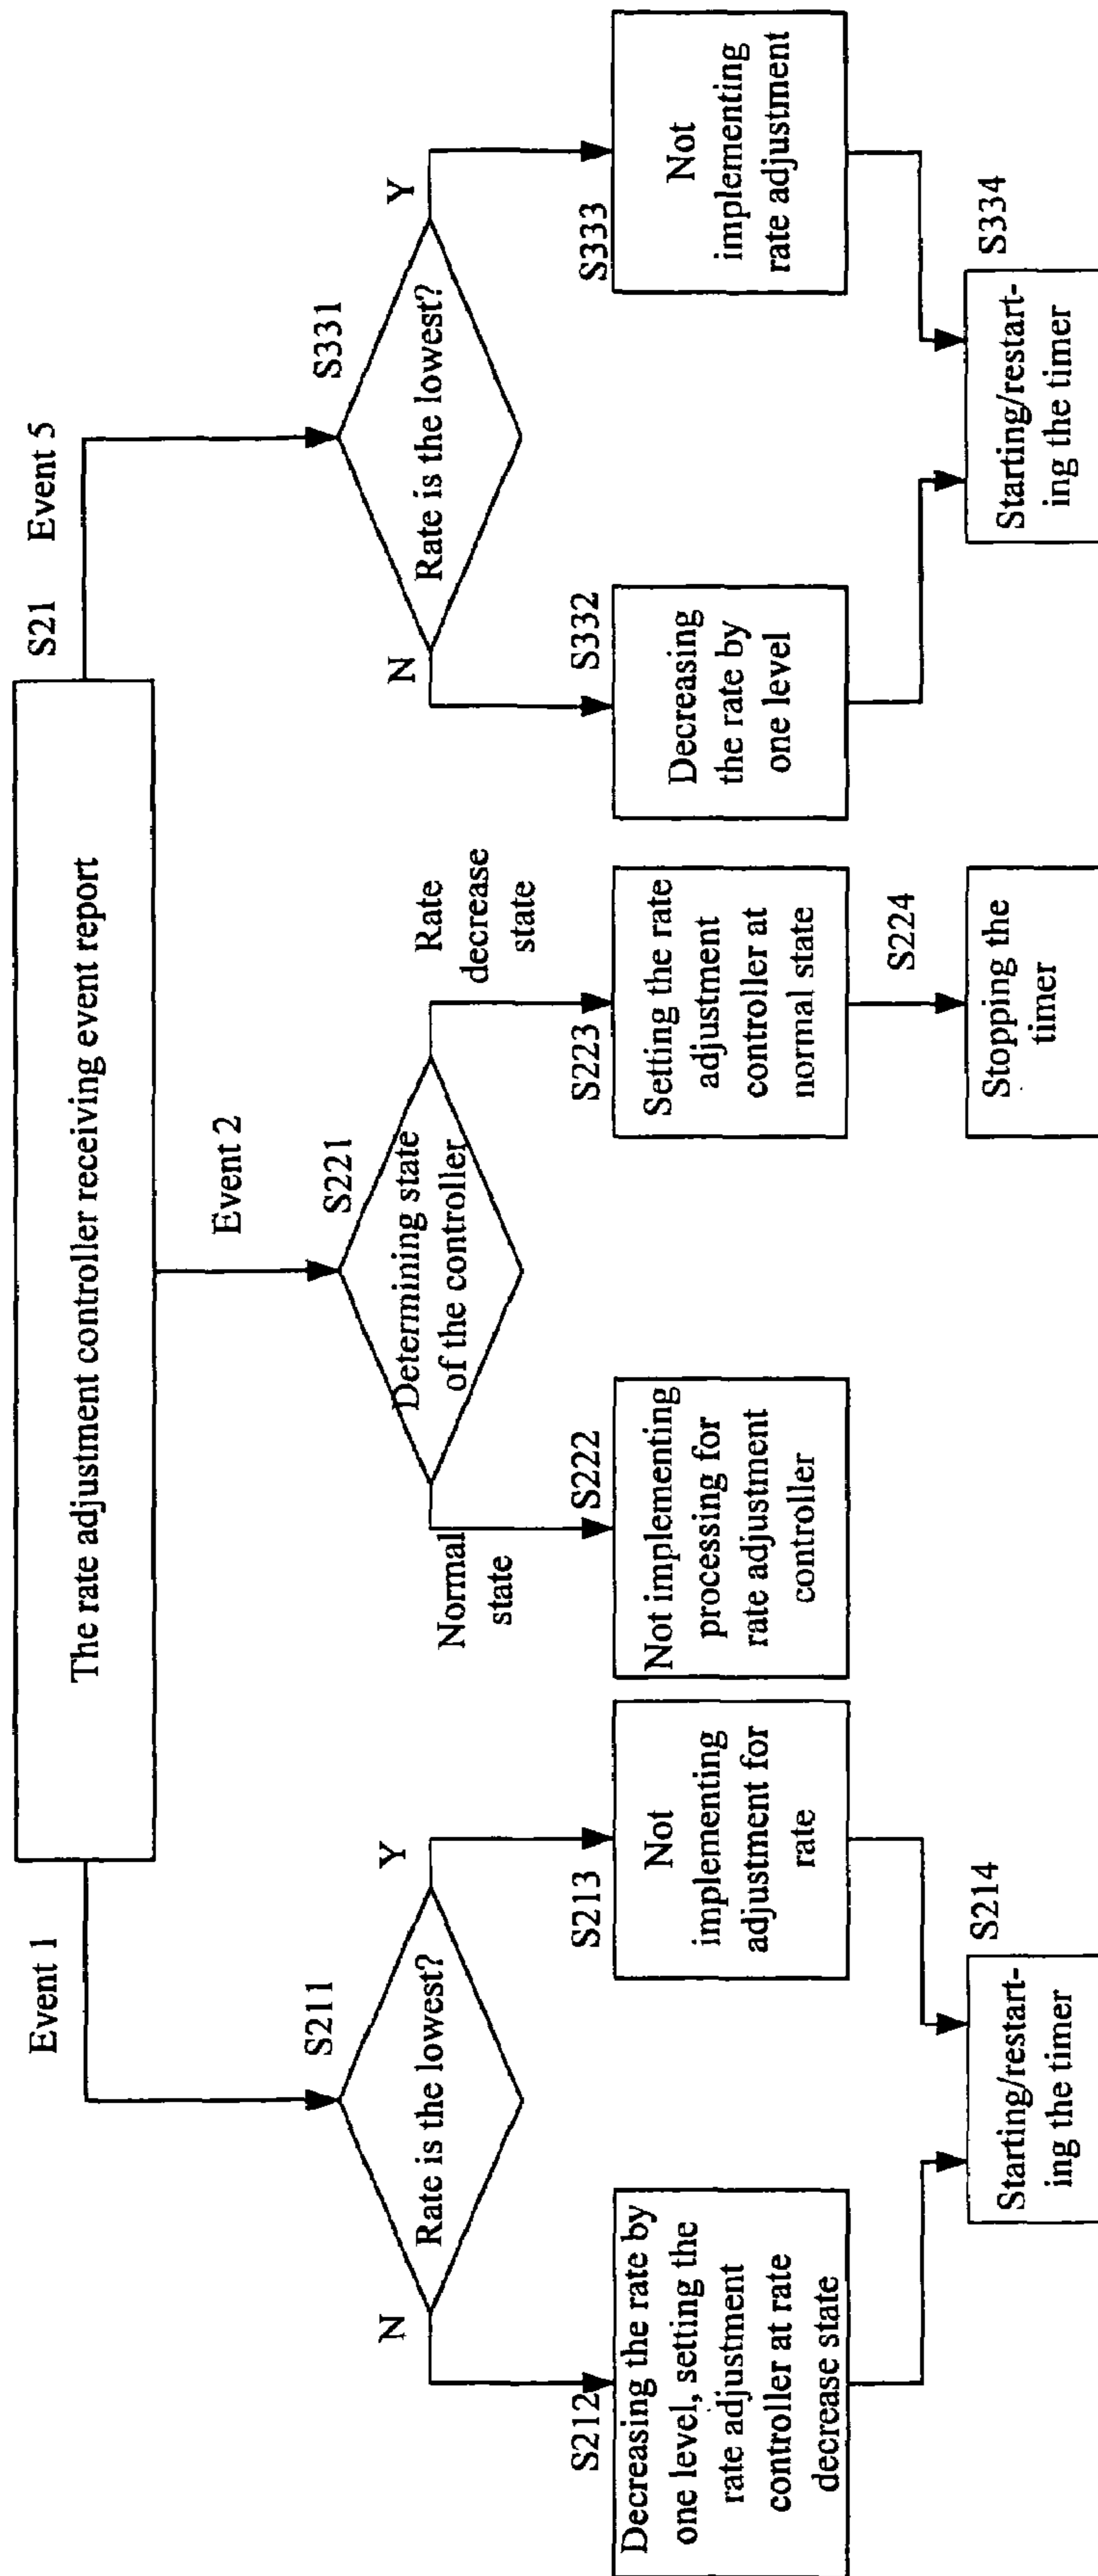 S21
Event 5
The rate adjustment controller receiving event report
Event 1
Event 2
S211
Rate is the lowest?
N
Y
S221
Determining state
of the controller
Normal
state
Rate
decrease
state
S331
Rate is the lowest?
N
Y
S212
Decreasing the rate by
one level, setting the
rate adjustment
controller at rate
decrease state
S213
Not
implementing
adjustment for
rate
S222
Not implementing
processing for
rate adjustment
controller
S223
Setting the rate
adjustment
controller at
normal state
S332
Decreasing
the rate by
one level
S333
Not
implementing
rate adjustment
S214
Starting/restart-
ing the timer
S224
Stopping the
timer
S334
Starting/restart-
ing the timer